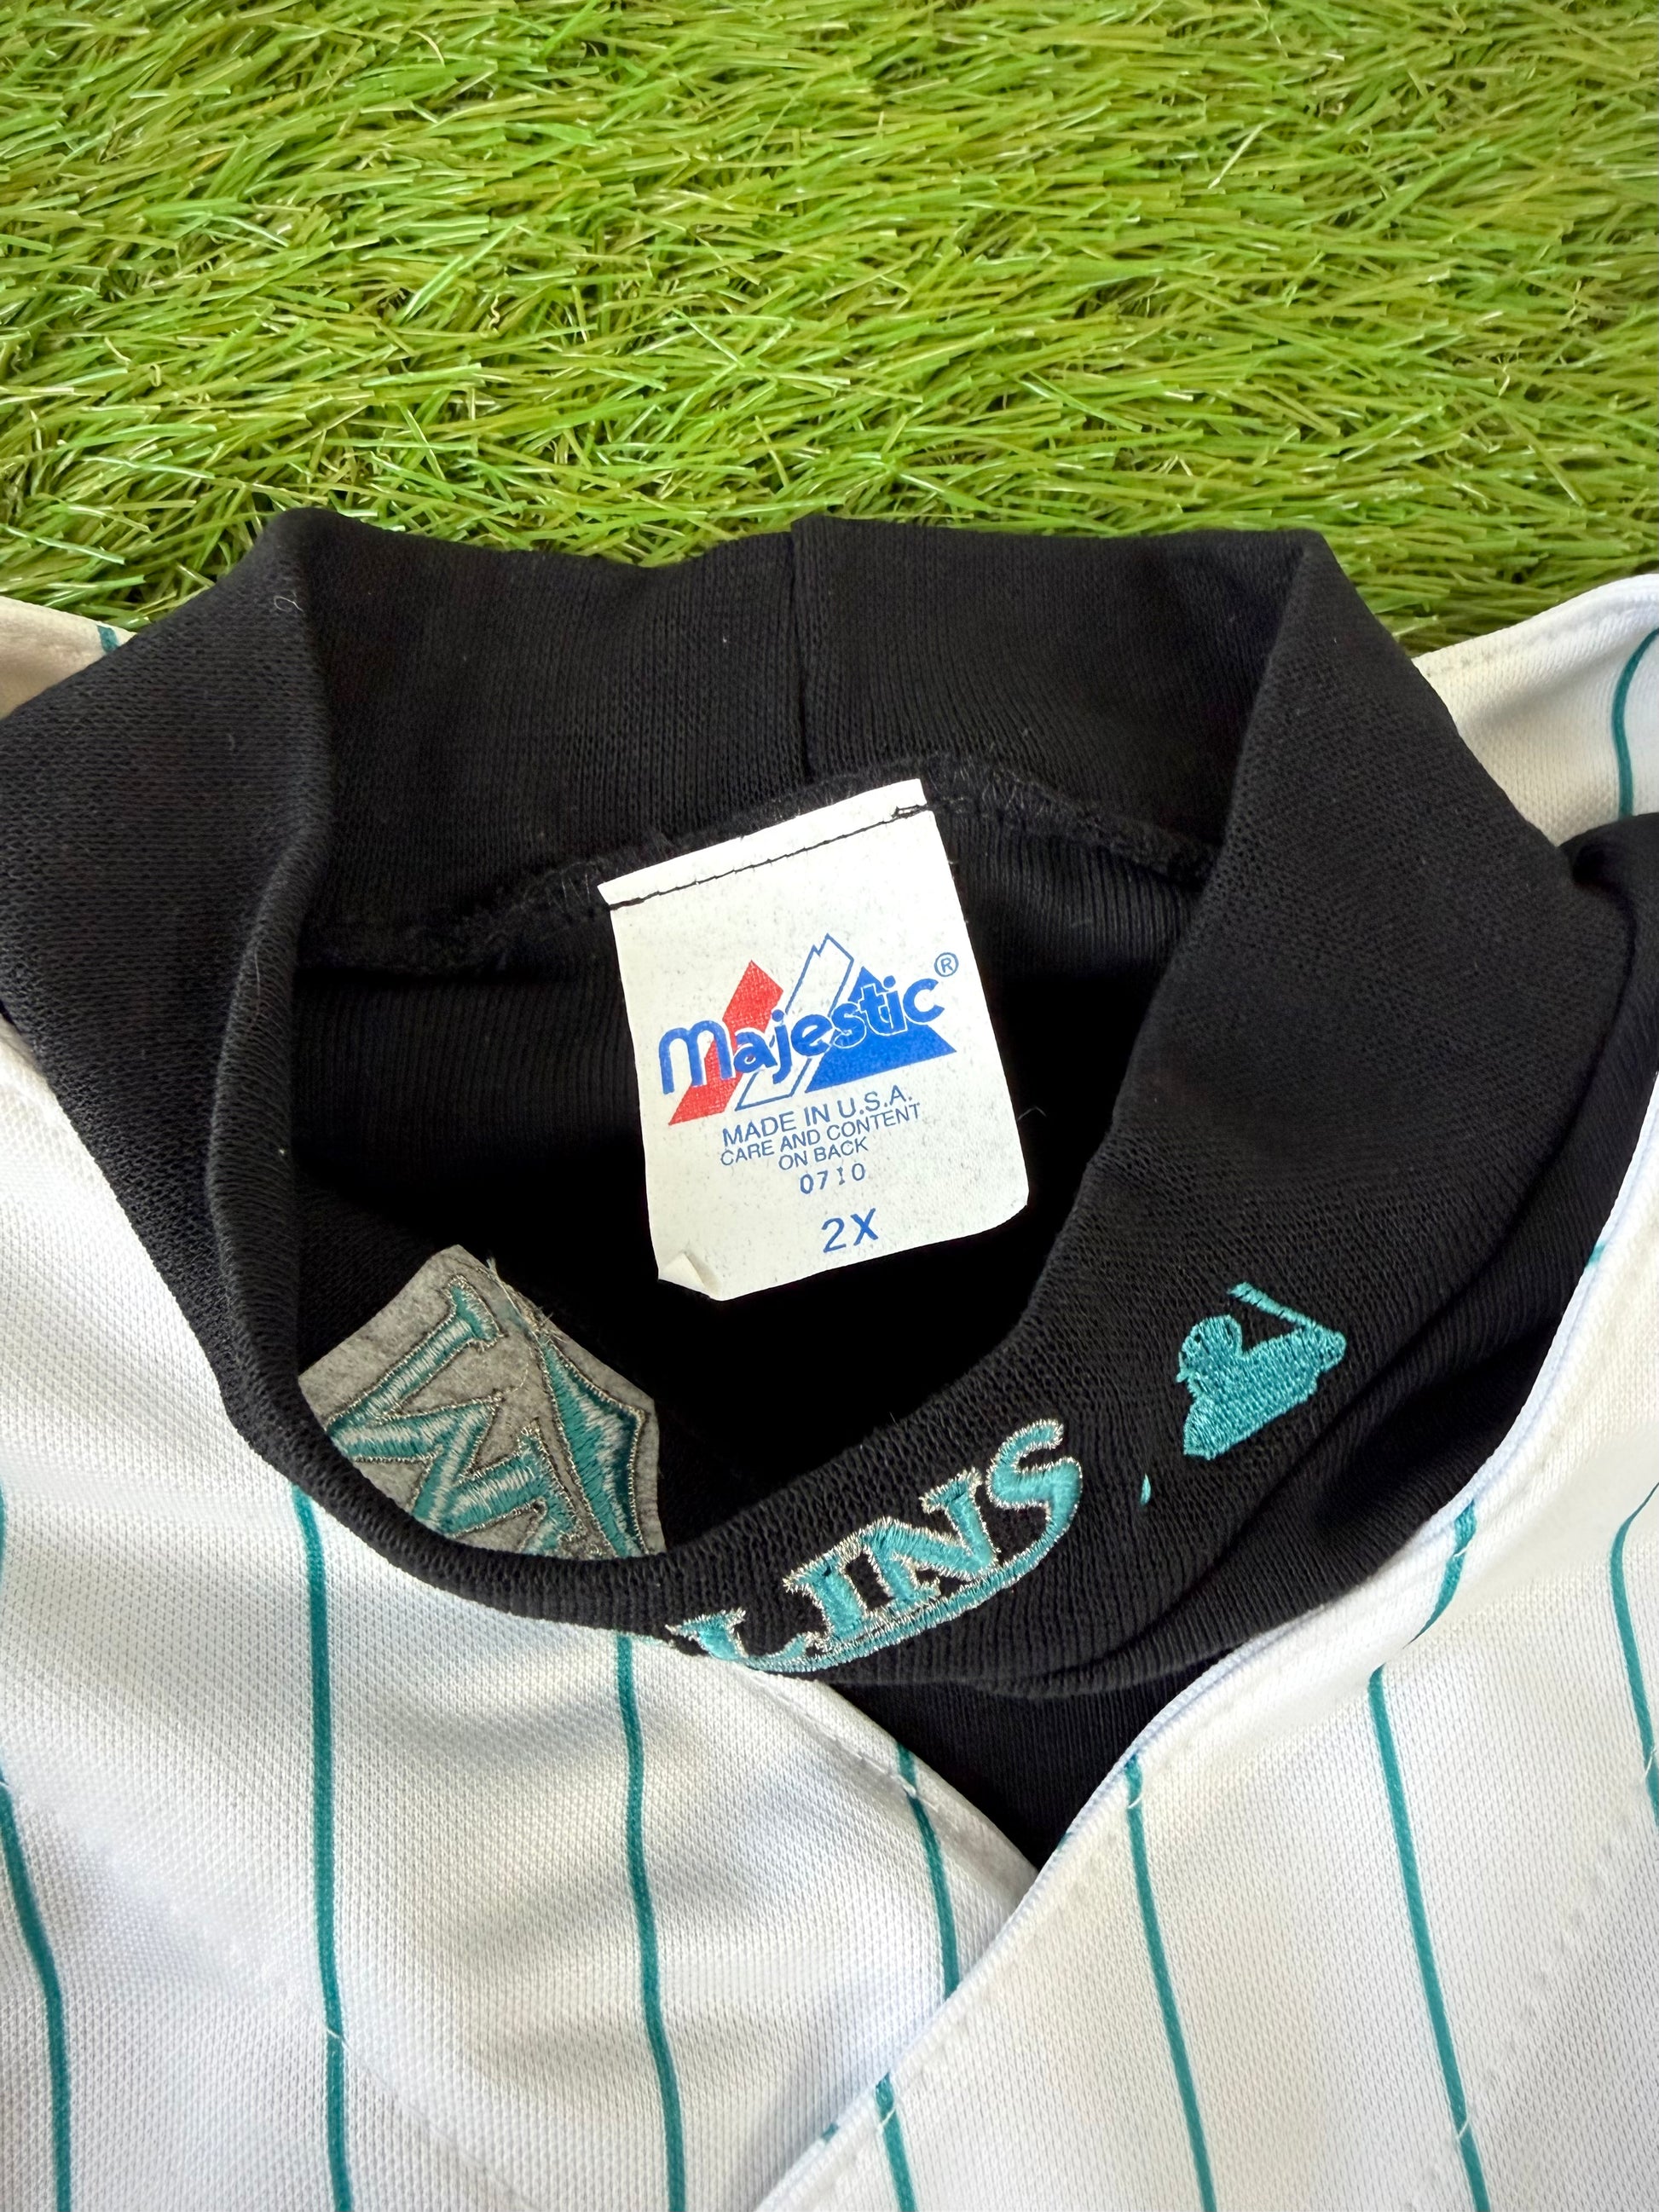 Majestic®
MADE IN U.S.A.
CARE AND CONTENT
ON BACK
0710
2X
LINS